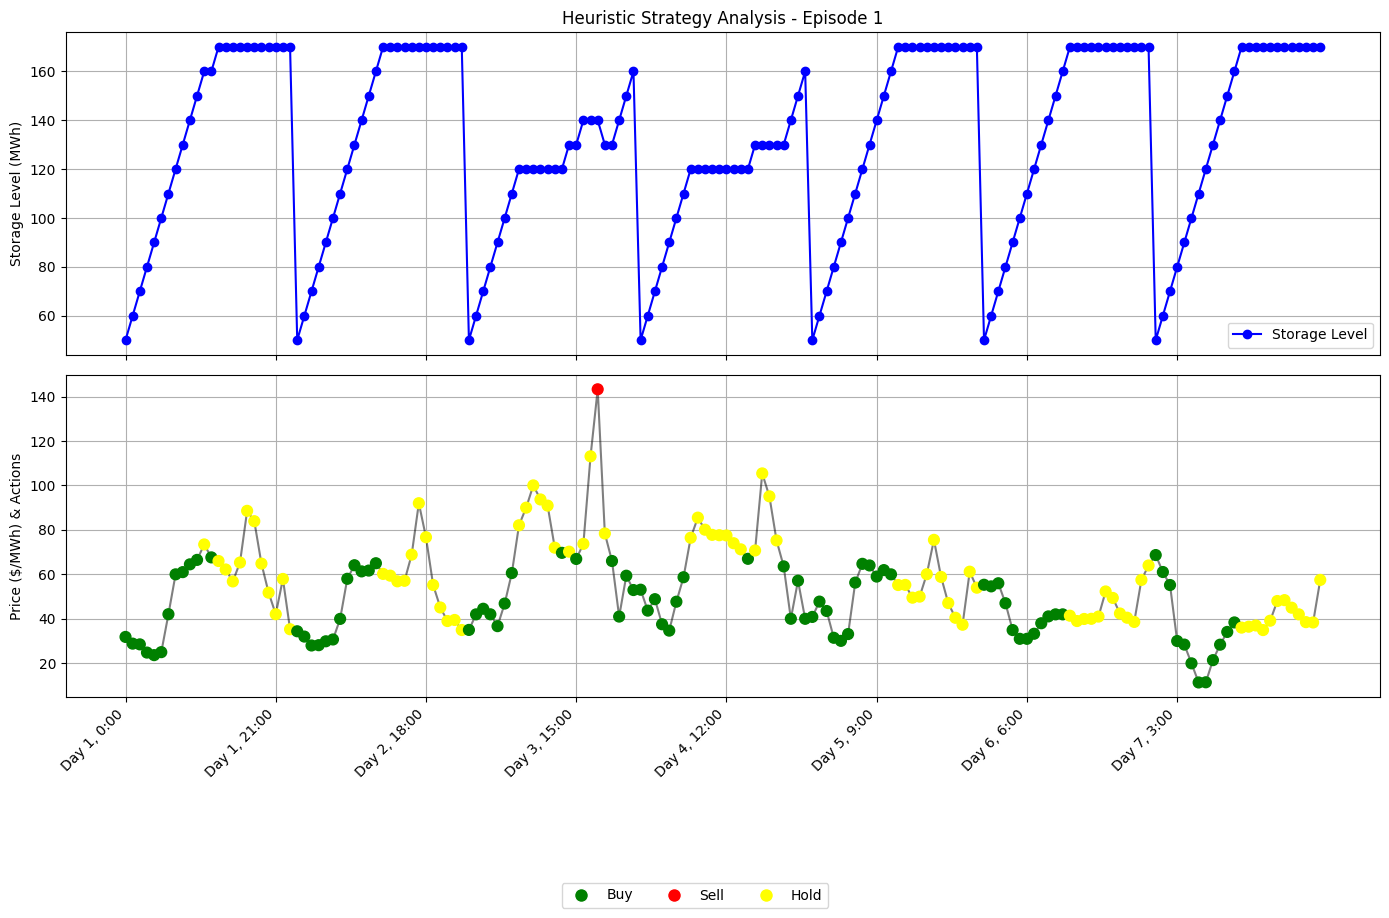 Heuristic Strategy Analysis - Episode 1
Storage Level (MWh)
160
140
120
100
80
60
Storage Level
Price ($/MWh) & Actions
140
120
100
80
60
40
20
Day 1, 0:00
Day 1, 21:00
Day 2, 18:00
Day 3, 15:00
Day 4, 12:00
Day 5, 9:00
Day 6, 6:00
Day 7, 3:00
Buy Sell Hold